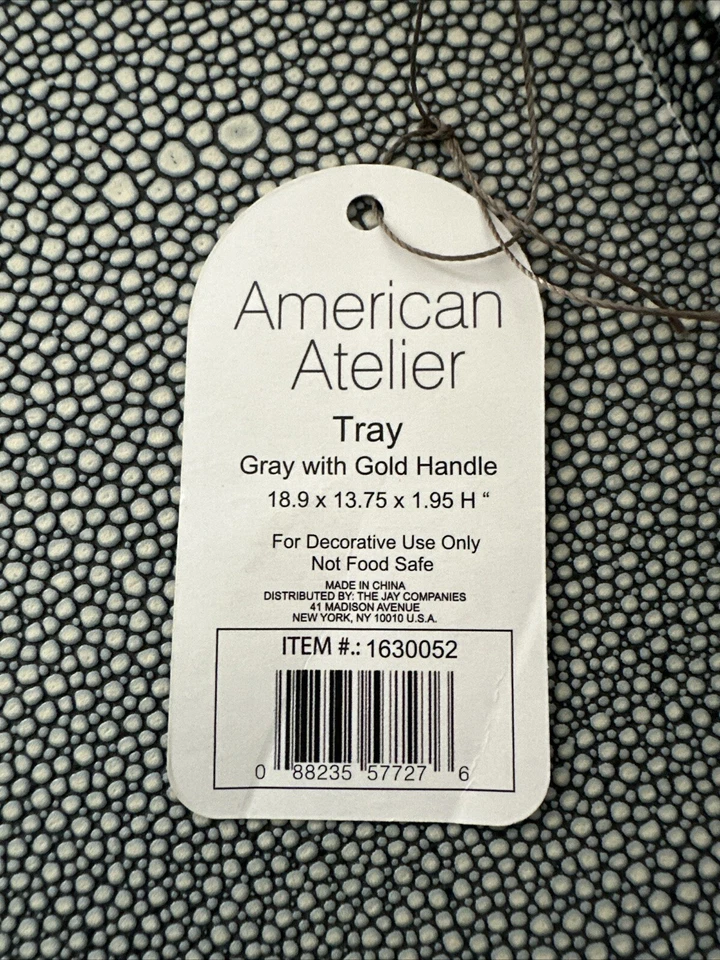 American
Atelier
Tray
Gray with Gold Handle
18.9 x 13.75 x 1.95 H “
For Decorative Use Only
Not Food Safe
MADE IN CHINA
DISTRIBUTED BY: THE JAY COMPANIES
41 MADISON AVENUE
NEW YORK, NY 10010 U.S.A.
ITEM #.: 1630052
0 88235 57727 6